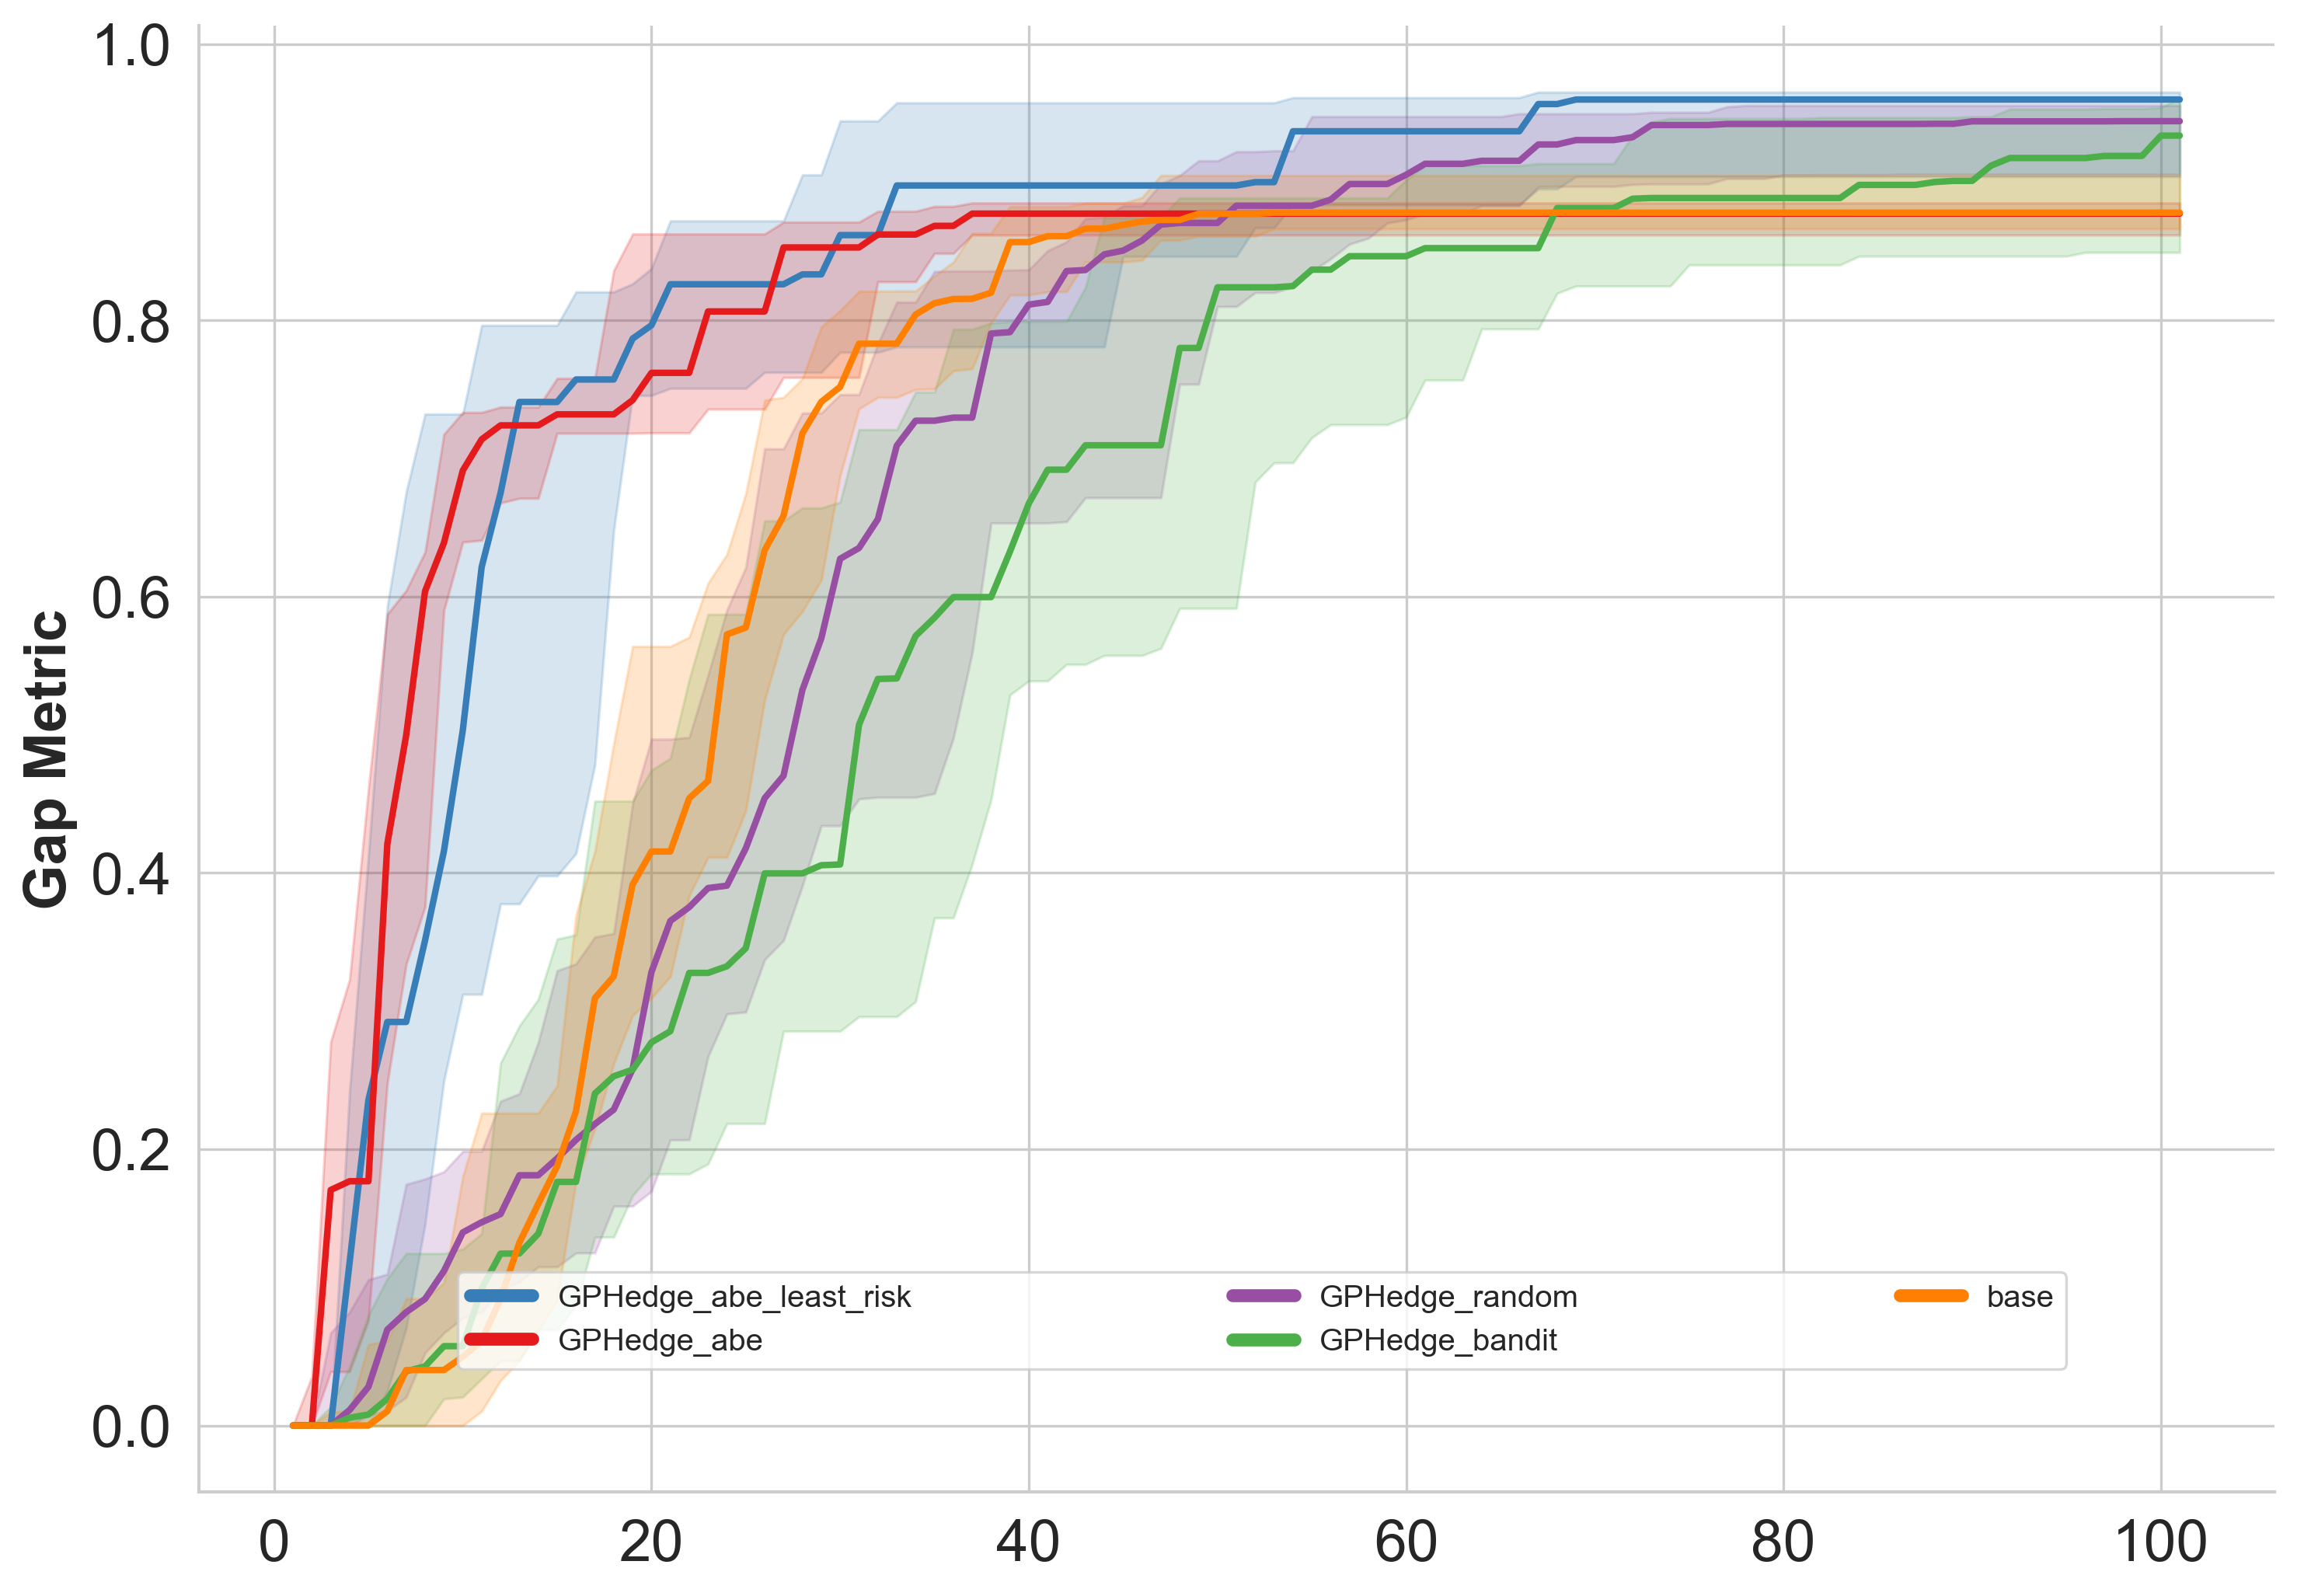 1.0
0.8
0.6
0.4
0.2
0.0
Gap Metric
GPHedge_abe_least_risk
GPHedge_abe
GPHedge_random
GPHedge_bandit
base
0 20 40 60 80 100